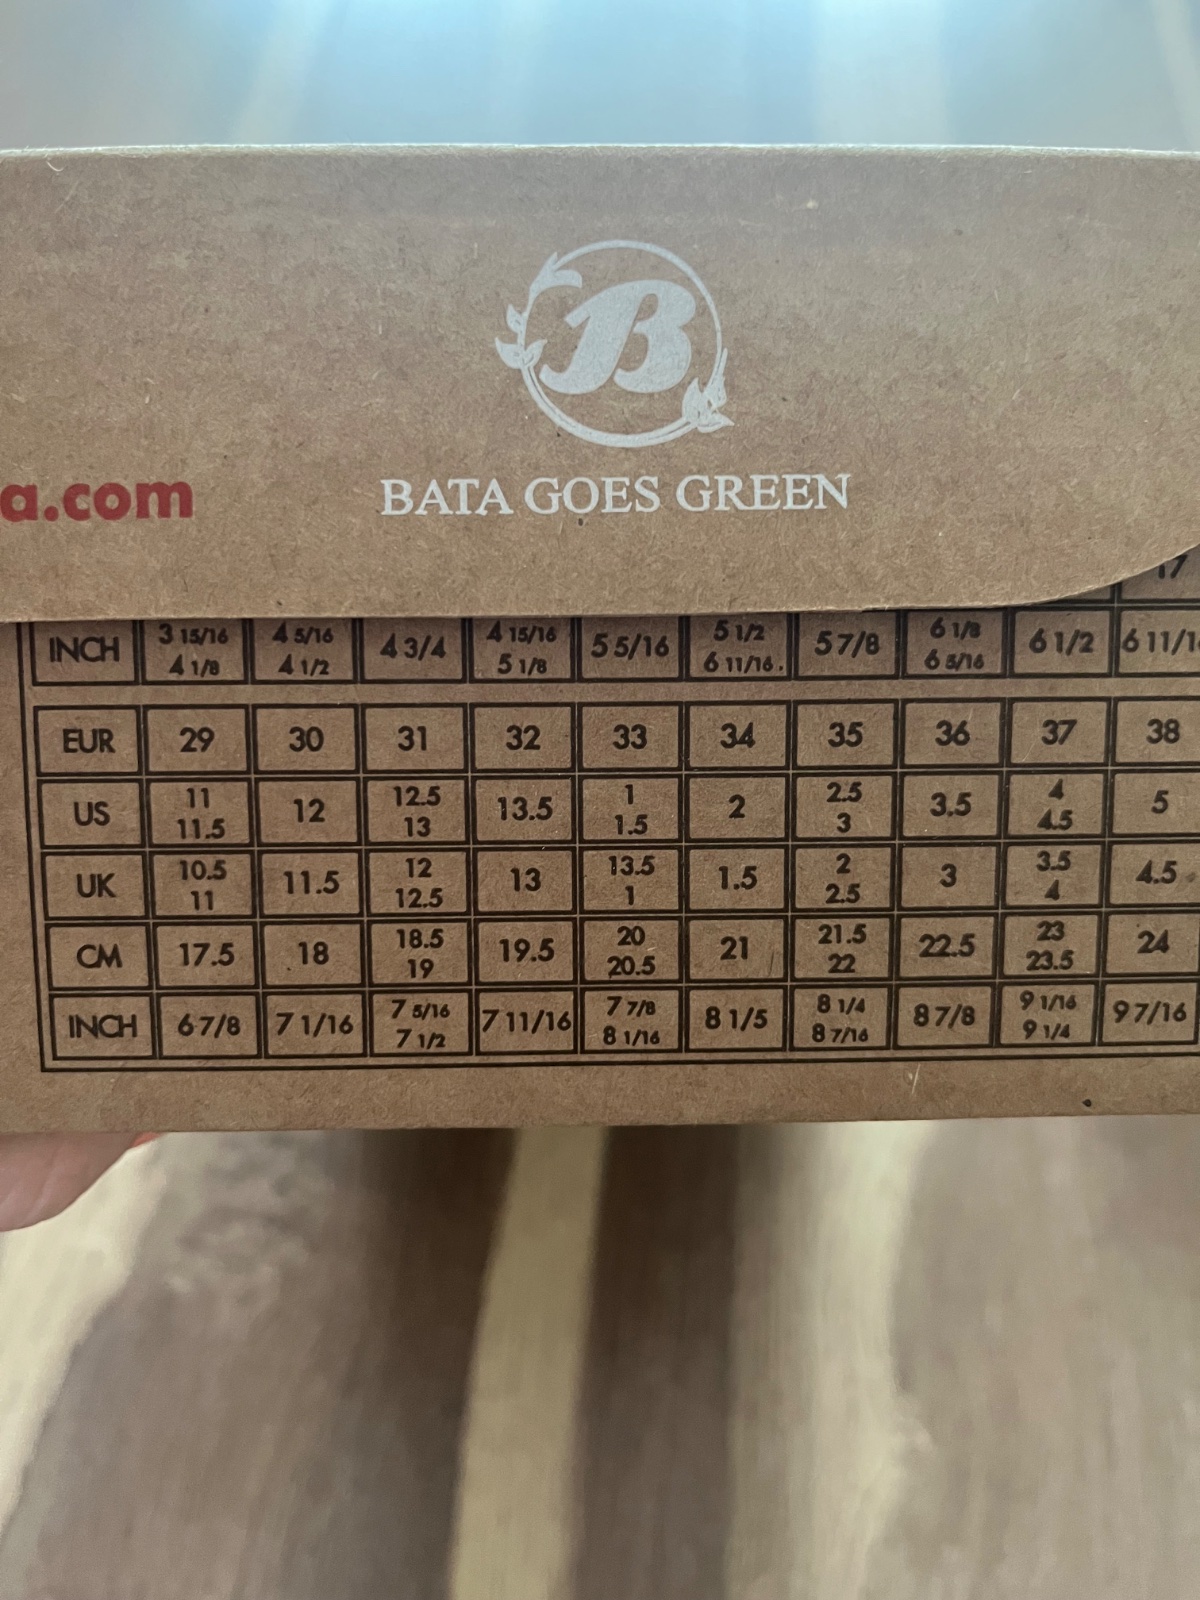 B
BATA GOES GREEN
a.com
17
INCH 3 15/16 4 1/8 4 5/16 4 1/2 4 3/4 4 15/16 5 1/8 5 5/16 5 1/2 6 11/16. 5 7/8 6 1/8 6 5/16 6 1/2 6 11/1
EUR 29 30 31 32 33 34 35 36 37 38
US 11 11.5 12 12.5 13 13.5 1 1.5 2 2.5 3 3.5 4 4.5 5
UK 10.5 11 11.5 12 12.5 13 13.5 1 1.5 2 2.5 3 3.5 4 4.5
CM 17.5 18 18.5 19 19.5 20 20.5 21 21.5 22 22.5 23 23.5 24
INCH 6 7/8 7 1/16 7 5/16 7 1/2 7 11/16 7 7/8 8 1/16 8 1/5 8 1/4 8 7/16 8 7/8 9 1/16 9 1/4 9 7/16